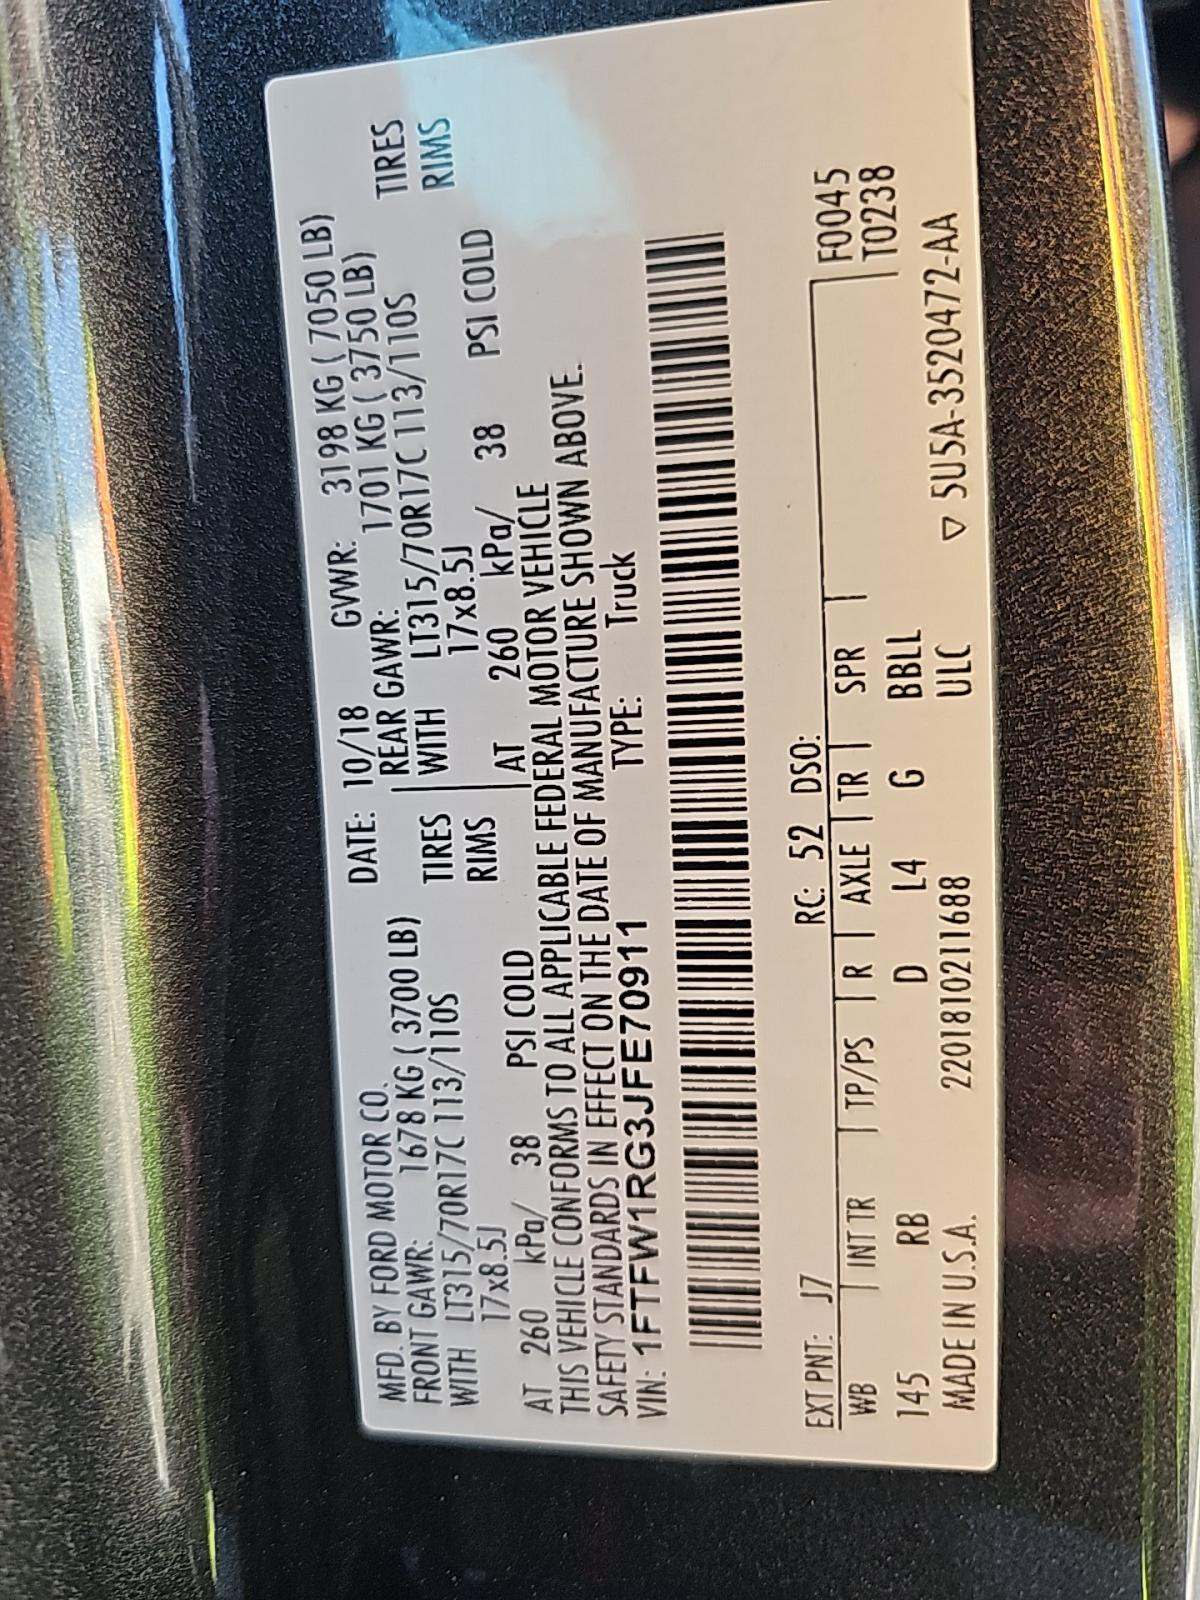 MFD. BY FORD MOTOR CO. DATE: 10/18 GVWR: 3198 KG ( 7050 LB)
FRONT GAWR: 1678 KG ( 3700 LB) REAR GAWR: 1701 KG ( 3750 LB)
WITH LT315/70R17C 113/110S TIRES WITH LT315/70R17C 113/110S TIRES
17x8.5J RIMS 17x8.5J RIMS
AT 260 kPa/ 38 PSI COLD AT 260 kPa/ 38 PSI COLD
THIS VEHICLE CONFORMS TO ALL APPLICABLE FEDERAL MOTOR VEHICLE
SAFETY STANDARDS IN EFFECT ON THE DATE OF MANUFACTURE SHOWN ABOVE.
VIN: 1FTFW1RG3JFE70911 TYPE: Truck
EXT PNT: J7 RC: 52 DSO: F0045
WB INT TR TP/PS R AXLE TR SPR T0238
145 RB D L4 G BBLL
MADE IN U.S.A. 220181021​1688 ULC ▽ 5U5A-3520472-AA